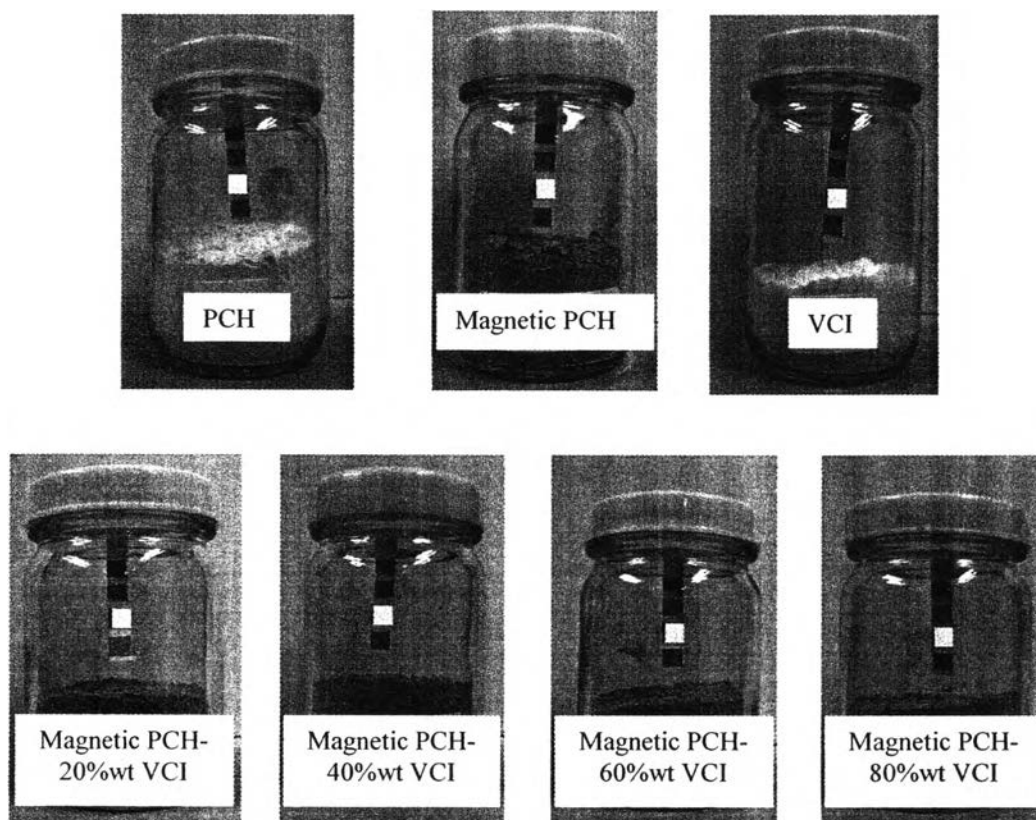 PCH
Magnetic PCH
VCI
Magnetic PCH-
20%wt VCI
Magnetic PCH-
40%wt VCI
Magnetic PCH-
60%wt VCI
Magnetic PCH-
80%wt VCI